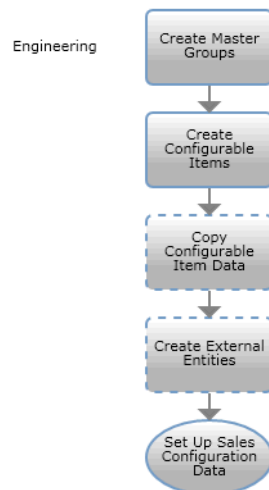 Engineering
Create Master
Groups
Create
Configurable
Items
Copy
Configurable
Item Data
Create External
Entities
Set Up Sales
Configuration
Data